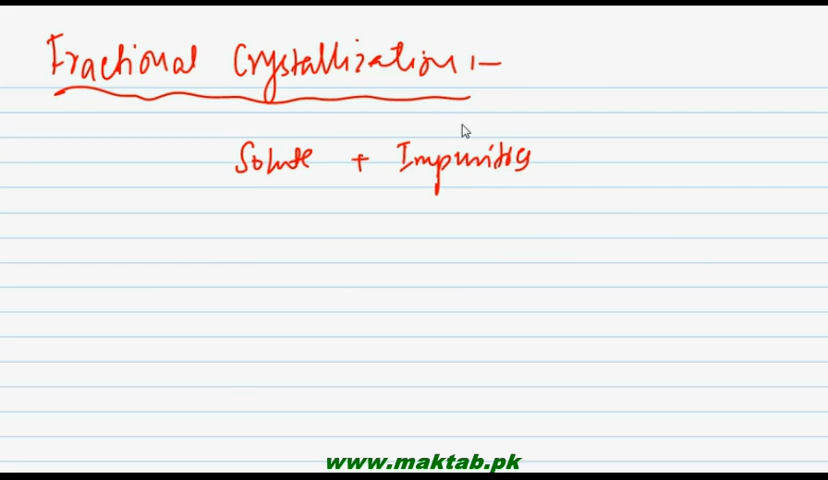 Fractional Crystallization :-
Solute + Impurities
www.maktab.pk